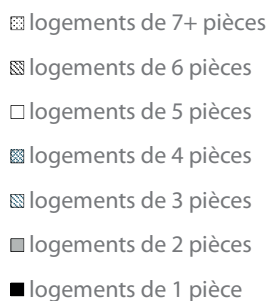 logements de 7+ pièces
logements de 6 pièces
logements de 5 pièces
logements de 4 pièces
logements de 3 pièces
logements de 2 pièces
logements de 1 pièce